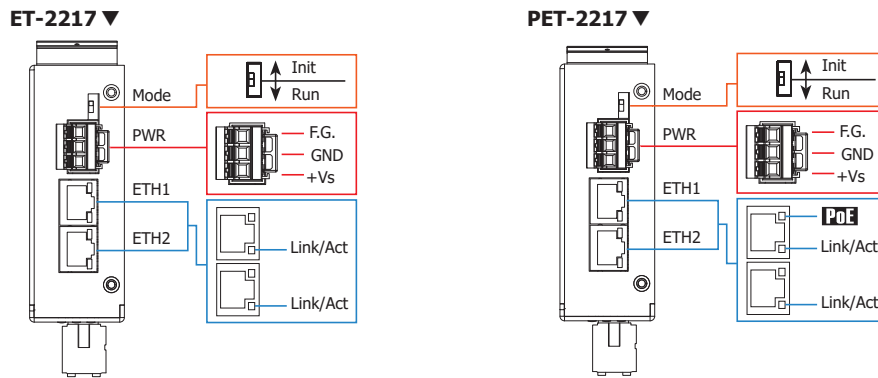 ET-2217▼
Mode
PWR
ETH1
ETH2
Init
Run
F.G.
GND
+Vs
Link/Act
Link/Act
PET-2217▼
Mode
PWR
ETH1
ETH2
Init
Run
F.G.
GND
+Vs
PoE
Link/Act
Link/Act